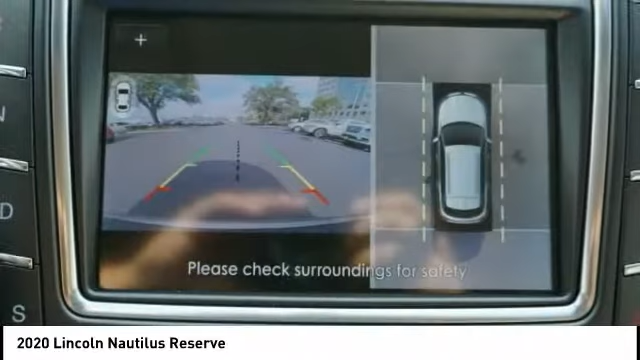 +
N
D
S
Please check surroundings for safety
2020 Lincoln Nautilus Reserve